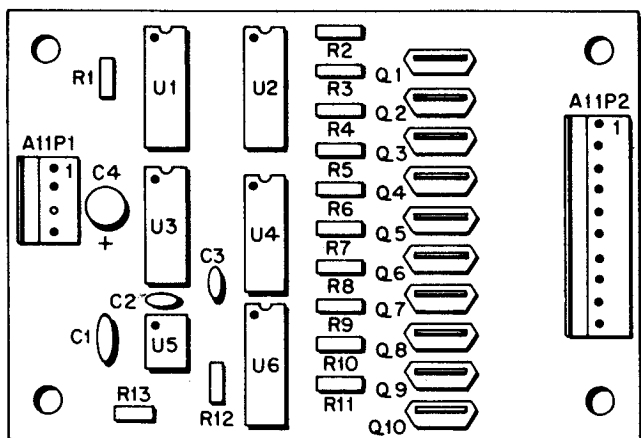 R1
U1
U2
R2
R3
R4
R5
R6
R7
R8
R9
R10
R11
Q1
Q2
Q3
Q4
Q5
Q6
Q7
Q8
Q9
Q10
A11P2
1
A11P1
1
C4
+
U3
U4
C3
C2
C1
U5
U6
R13
R12